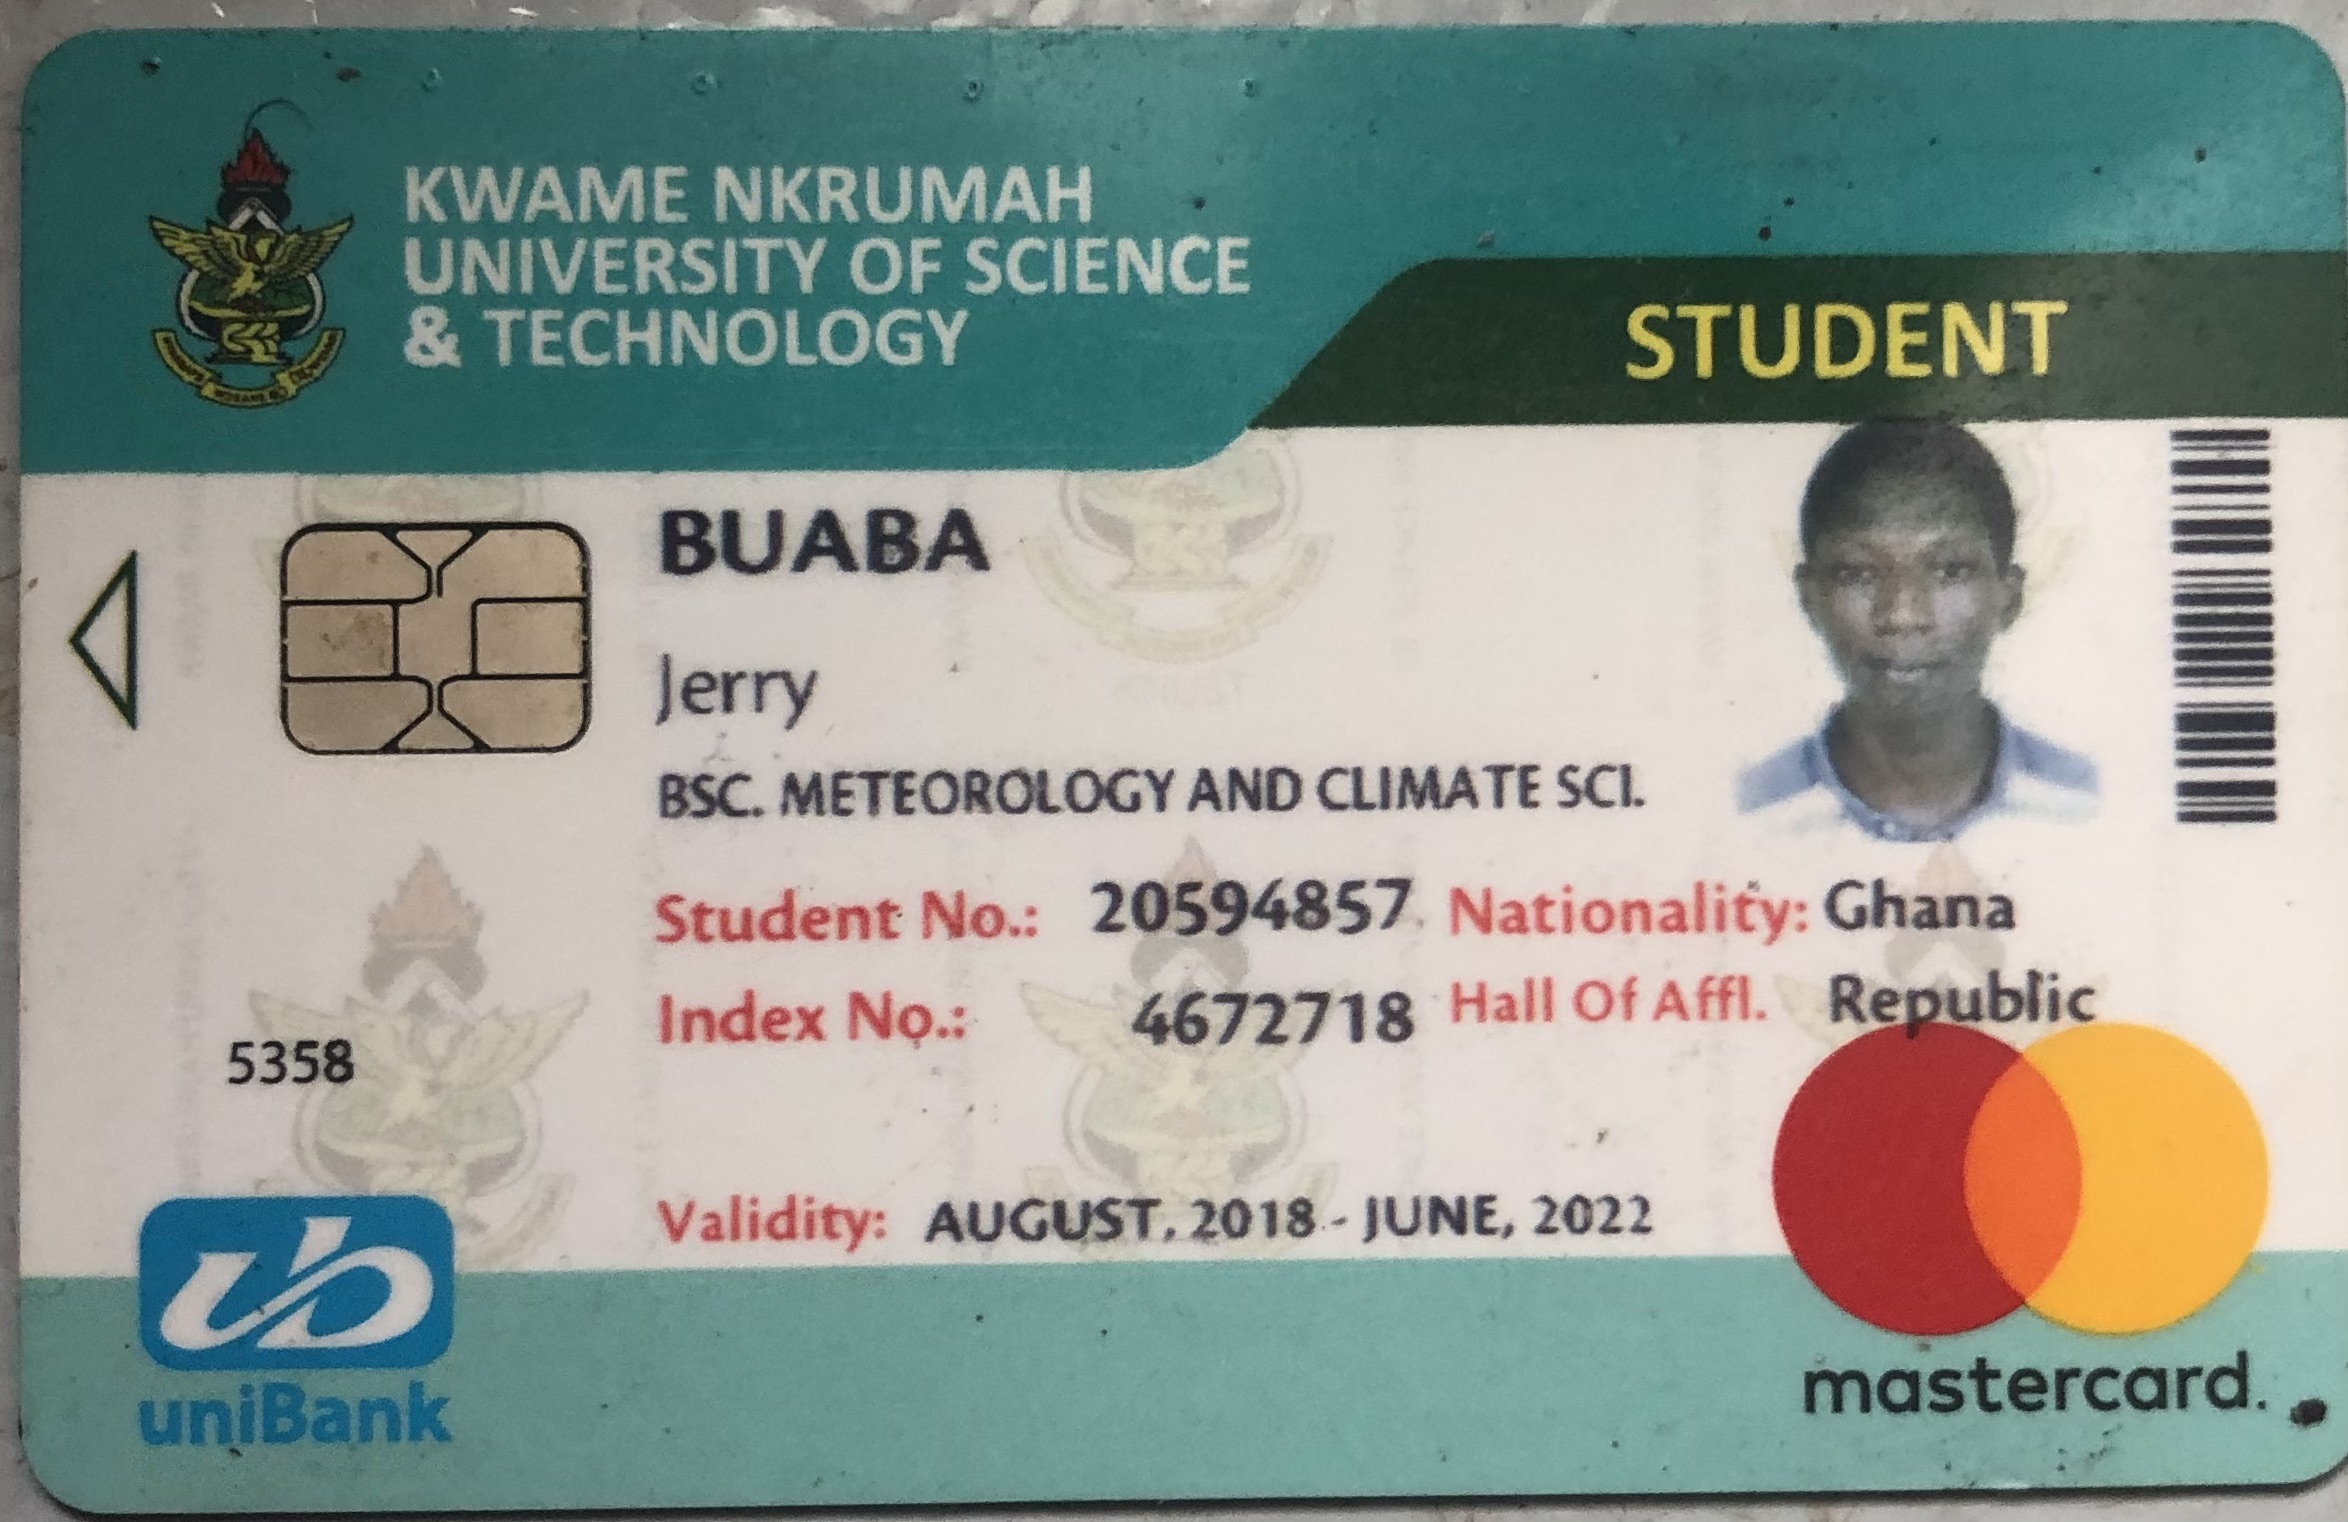 KWAME NKRUMAH
UNIVERSITY OF SCIENCE
& TECHNOLOGY
STUDENT
BUABA
Jerry
BSC. METEOROLOGY AND CLIMATE SCI.
Student No.: 20594857 Nationality: Ghana
Index No.: 4672718 Hall Of Affl. Republic
5358
Validity: AUGUST, 2018 - JUNE, 2022
uniBank
mastercard.